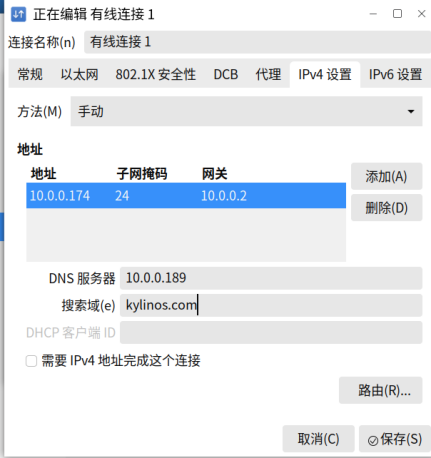 正在编辑 有线连接 1
连接名称(n) 有线连接 1
常规 以太网 802.1X 安全性 DCB 代理 IPv4 设置 IPv6 设置
方法(M) 手动
地址
地址 子网掩码 网关
10.0.0.174 24 10.0.0.2
添加(A)
删除(D)
DNS 服务器 10.0.0.189
搜索域(e) kylinos.com
DHCP 客户端 ID
需要 IPv4 地址完成这个连接
路由(R)...
取消(C) 保存(S)